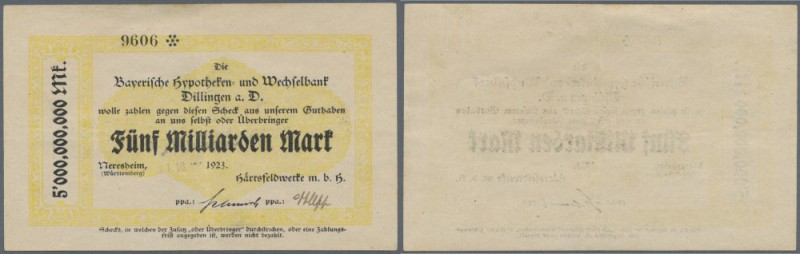 9606 ❊
5'000,000,000 Mk.
Die
Bayerische Hypotheken- und Wechselbank
Dillingen a. D.
wolle zahlen gegen diesen Scheck aus unserem Guthaben
an uns selbst oder Überbringer
Fünf Milliarden Mark
Neresheim, 1923.
(Württemberg)
Härtsfeldwerke m. b. H.
ppa.: ppa.:
Schecks, in welchen der Zusatz „oder Überbringer" durchstrichen, oder eine Zahlungs-
frist angegeben ist, werden nicht bezahlt.